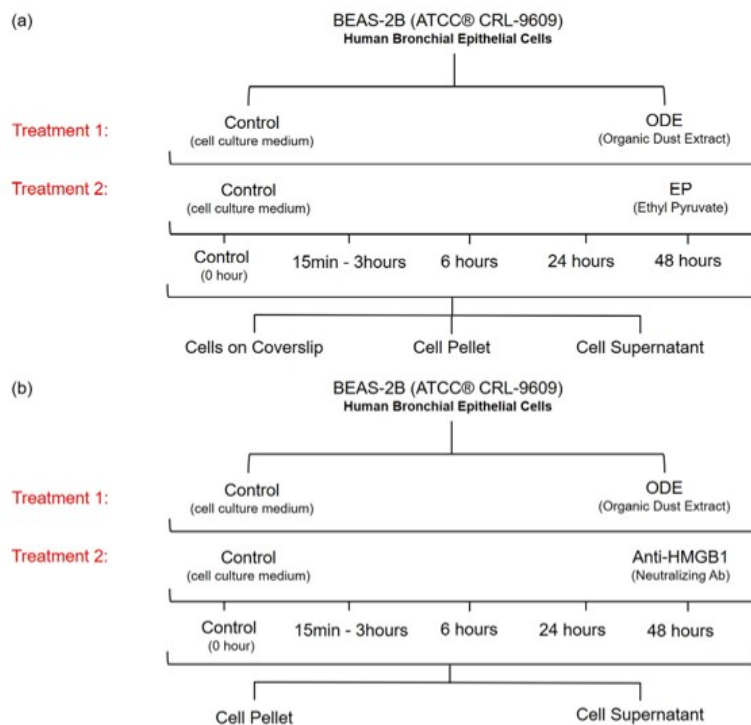 (a)
BEAS-2B (ATCC® CRL-9609)
Human Bronchial Epithelial Cells
Treatment 1:
Control
(cell culture medium)
ODE
(Organic Dust Extract)
Treatment 2:
Control
(cell culture medium)
EP
(Ethyl Pyruvate)
Control
(0 hour)
15min - 3hours
6 hours
24 hours
48 hours
Cells on Coverslip
Cell Pellet
Cell Supernatant
(b)
BEAS-2B (ATCC® CRL-9609)
Human Bronchial Epithelial Cells
Treatment 1:
Control
(cell culture medium)
ODE
(Organic Dust Extract)
Treatment 2:
Control
(cell culture medium)
Anti-HMGB1
(Neutralizing Ab)
Control
(0 hour)
15min - 3hours
6 hours
24 hours
48 hours
Cell Pellet
Cell Supernatant